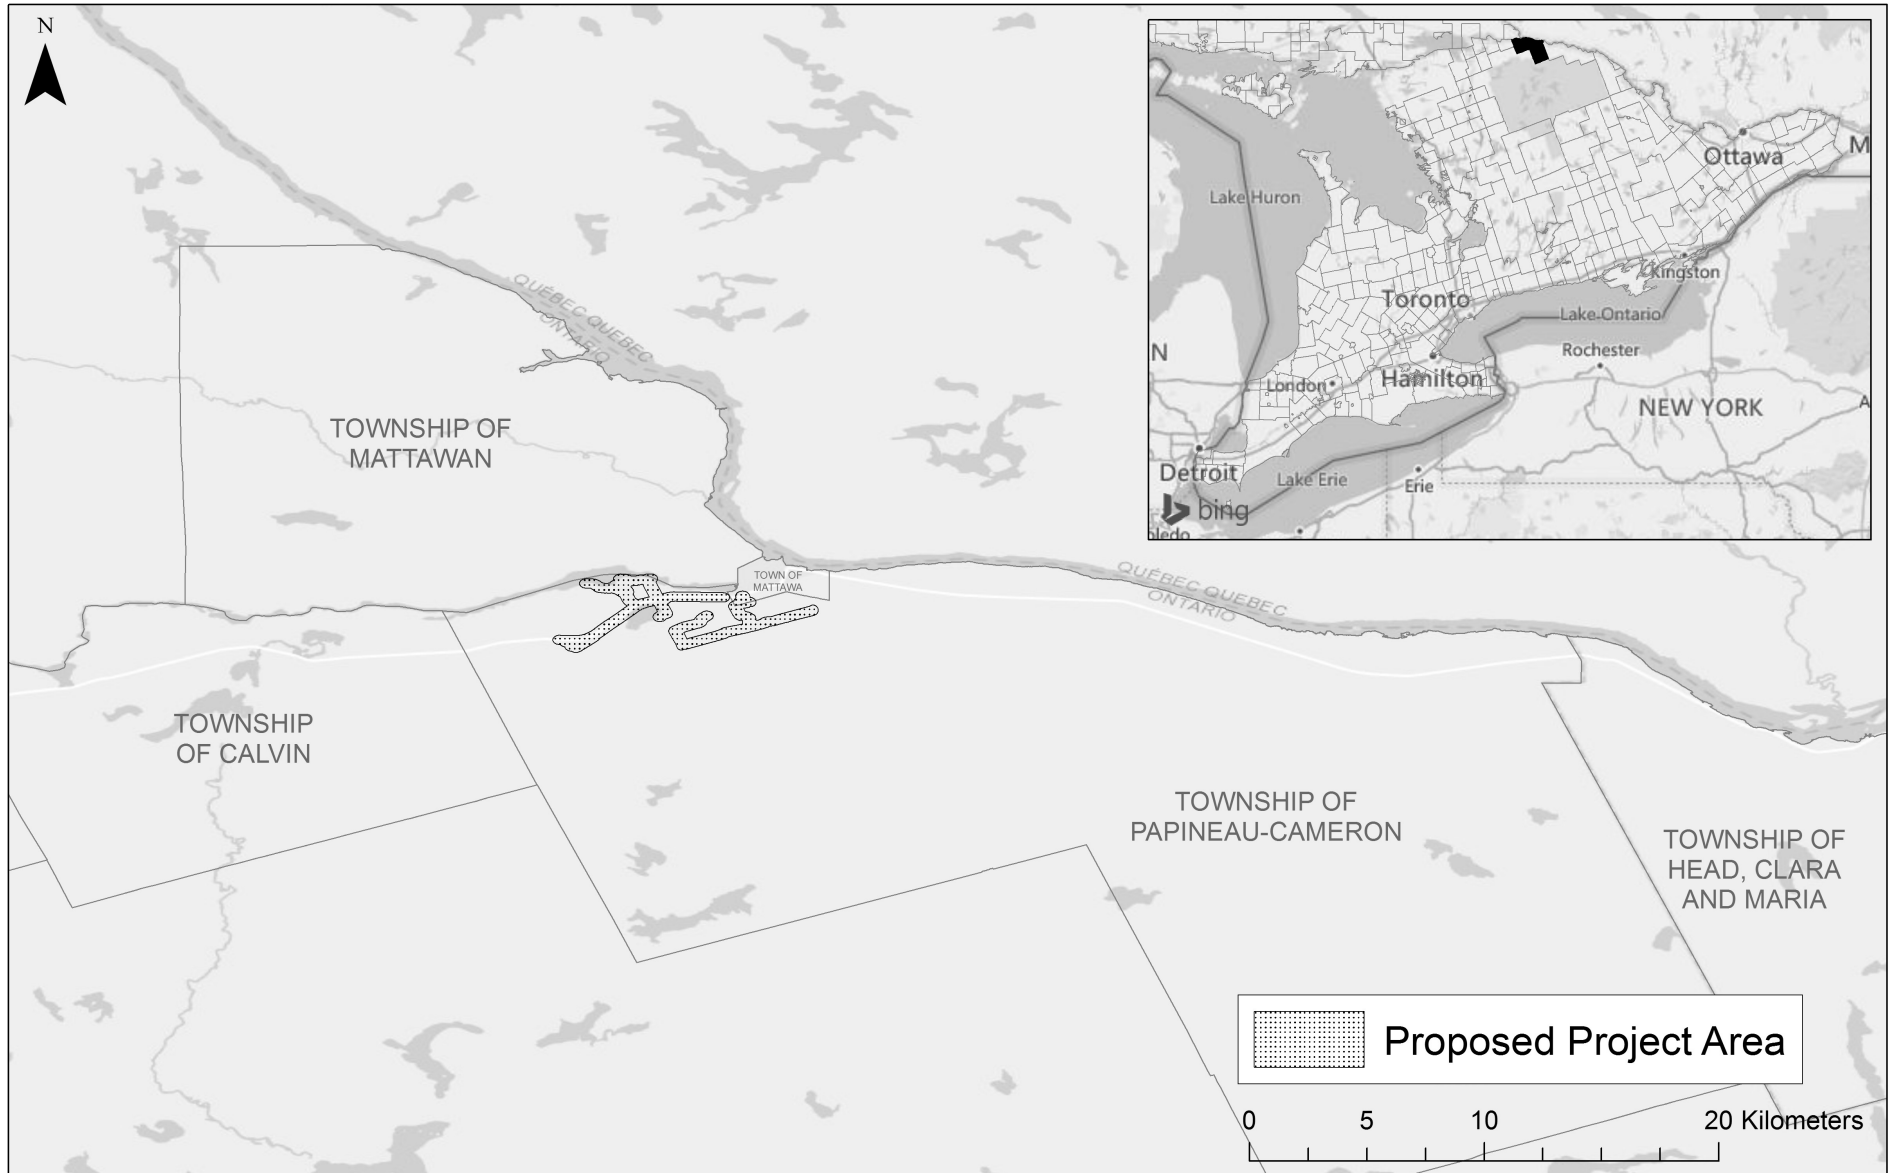 N
QUÉBEC QUEBEC
ONTARIO
TOWNSHIP OF
MATTAWAN
TOWN OF
MATTAWA
QUÉBEC QUEBEC
ONTARIO
TOWNSHIP
OF CALVIN
TOWNSHIP OF
PAPINEAU-CAMERON
TOWNSHIP OF
HEAD, CLARA
AND MARIA
Ottawa
M
Lake Huron
Kingston
Toronto
Lake Ontario
N
Rochester
London
Hamilton
NEW YORK
A
Detroit
Lake Erie
Erie
bing
oledo
Proposed Project Area
0 5 10 20 Kilometers